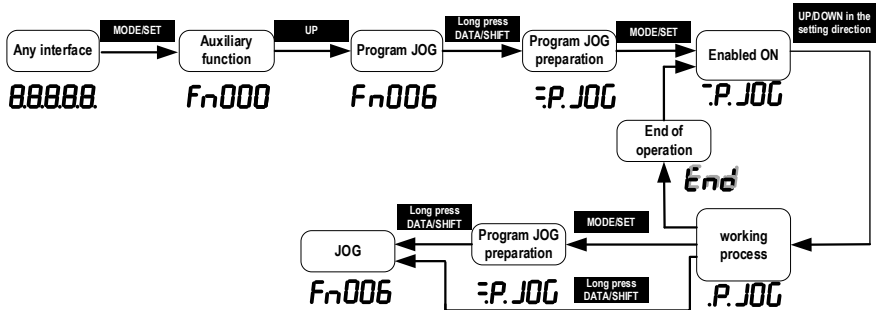 Any interface
8.8.8.8.8.
MODE/SET
Auxiliary
function
Fn000
UP
Program JOG
Fn006
Long press
DATA/SHIFT
Program JOG
preparation
P.JOG
MODE/SET
Enabled ON
P.JOG
UP/DOWN in the
setting direction
End of
operation
End
working
process
.P.JOG
MODE/SET
Program JOG
preparation
P.JOG
Long press
DATA/SHIFT
Long press
DATA/SHIFT
JOG
Fn006